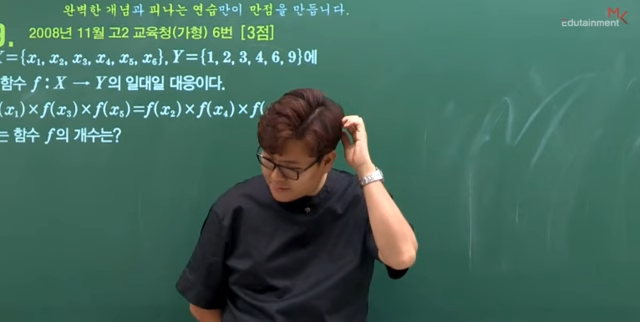 완벽한 개념과 피나는 연습만이 만점을 만듭니다.
MK
Edutainment
9. 2008년 11월 고2 교육청(가형) 6번 [3점]
X={x₁, x₂, x₃, x₄, x₅, x₆}, Y={1, 2, 3, 4, 6, 9}에
함수 f : X → Y의 일대일 대응이다.
(x₁)×f(x₃)×f(x₅)=f(x₂)×f(x₄)×f(
는 함수 f의 개수는?